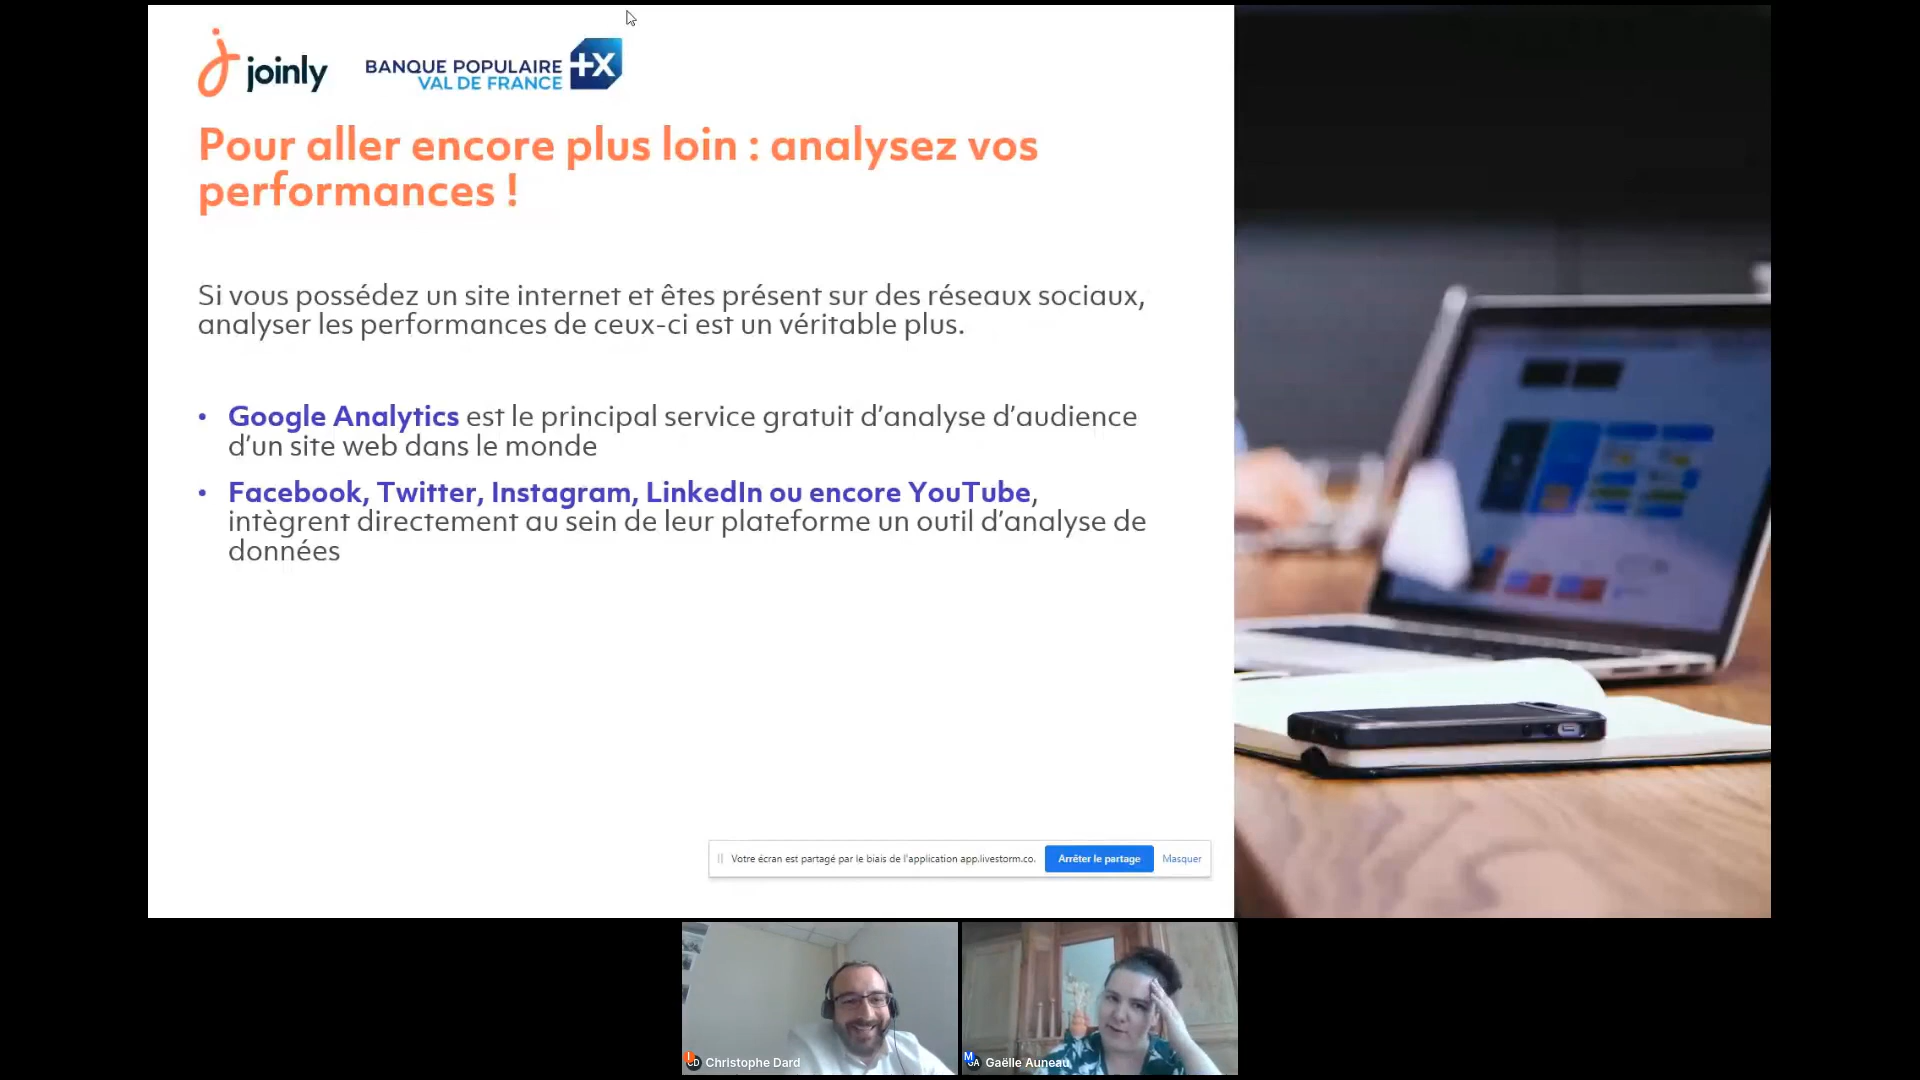 joinly
BANQUE POPULAIRE
VAL DE FRANCE
+X
Pour aller encore plus loin : analysez vos
performances !
Si vous possédez un site internet et êtes présent sur des réseaux sociaux,
analyser les performances de ceux-ci est un véritable plus.
• Google Analytics est le principal service gratuit d’analyse d’audience
d’un site web dans le monde
• Facebook, Twitter, Instagram, LinkedIn ou encore YouTube,
intègrent directement au sein de leur plateforme un outil d’analyse de
données
Votre écran est partagé par le biais de l'application app.livestorm.co.
Arrêter le partage
Masquer
CD Christophe Dard
M GA Gaëlle Auneau